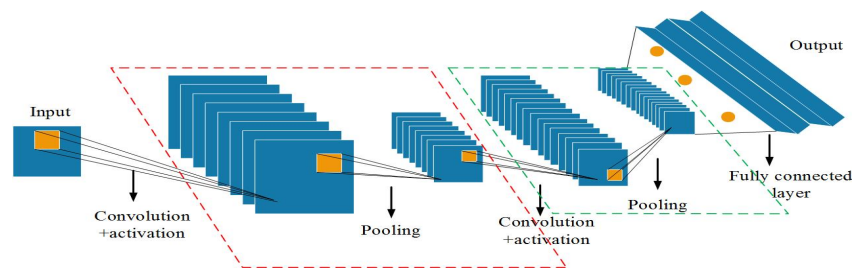 Input
Convolution
+activation
Pooling
Convolution
+activation
Pooling
Fully connected
layer
Output